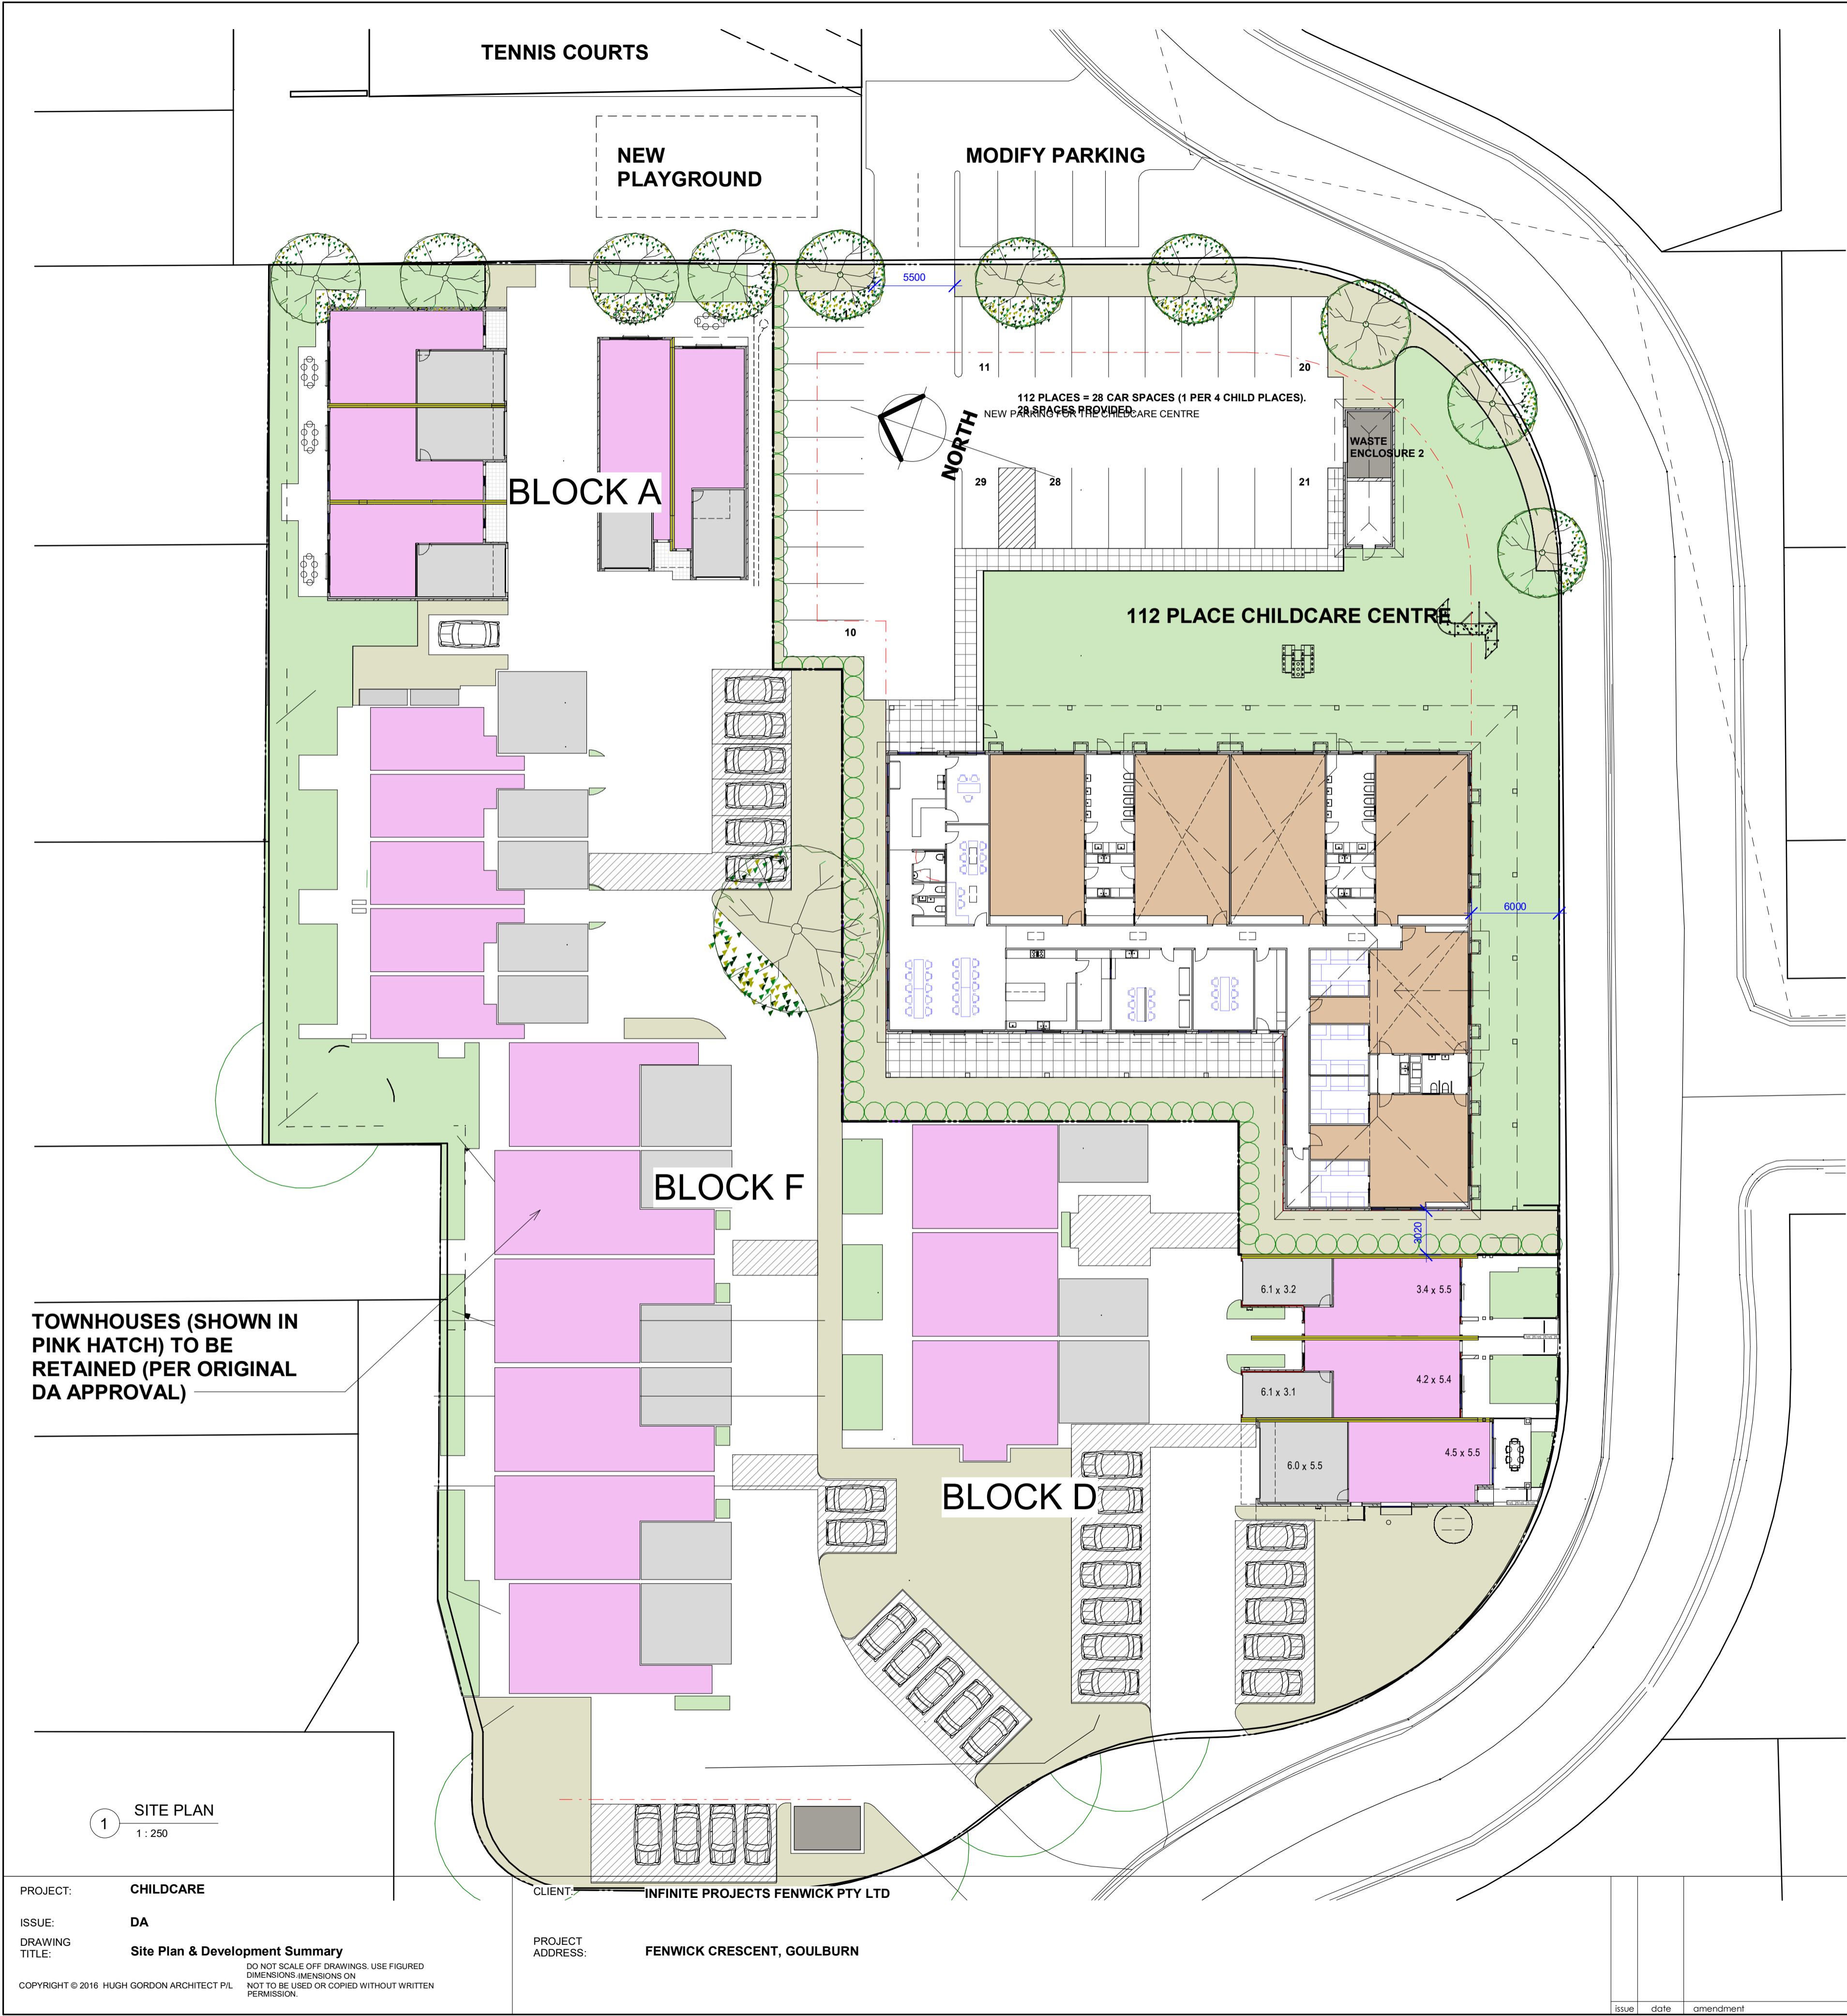 TENNIS COURTS
NEW
PLAYGROUND
MODIFY PARKING
5500
11
20
112 PLACES = 28 CAR SPACES (1 PER 4 CHILD PLACES).
29 SPACES PROVIDED.
NEW PARKING FOR THE CHILDCARE CENTRE
NORTH
WASTE
ENCLOSURE 2
29
28
21
BLOCK A
112 PLACE CHILDCARE CENTRE
10
6000
BLOCK F
3020
6.1 x 3.2
3.4 x 5.5
TOWNHOUSES (SHOWN IN
PINK HATCH) TO BE
RETAINED (PER ORIGINAL
DA APPROVAL)
4.2 x 5.4
6.1 x 3.1
4.5 x 5.5
6.0 x 5.5
BLOCK D
1
SITE PLAN
1 : 250
PROJECT:
CHILDCARE
CLIENT:
INFINITE PROJECTS FENWICK PTY LTD
ISSUE:
DA
DRAWING
TITLE:
Site Plan & Development Summary
PROJECT
ADDRESS:
FENWICK CRESCENT, GOULBURN
DO NOT SCALE OFF DRAWINGS. USE FIGURED
DIMENSIONS.
IMENSIONS ON
COPYRIGHT © 2016 HUGH GORDON ARCHITECT P/L
NOT TO BE USED OR COPIED WITHOUT WRITTEN
PERMISSION.
issue
date
amendment